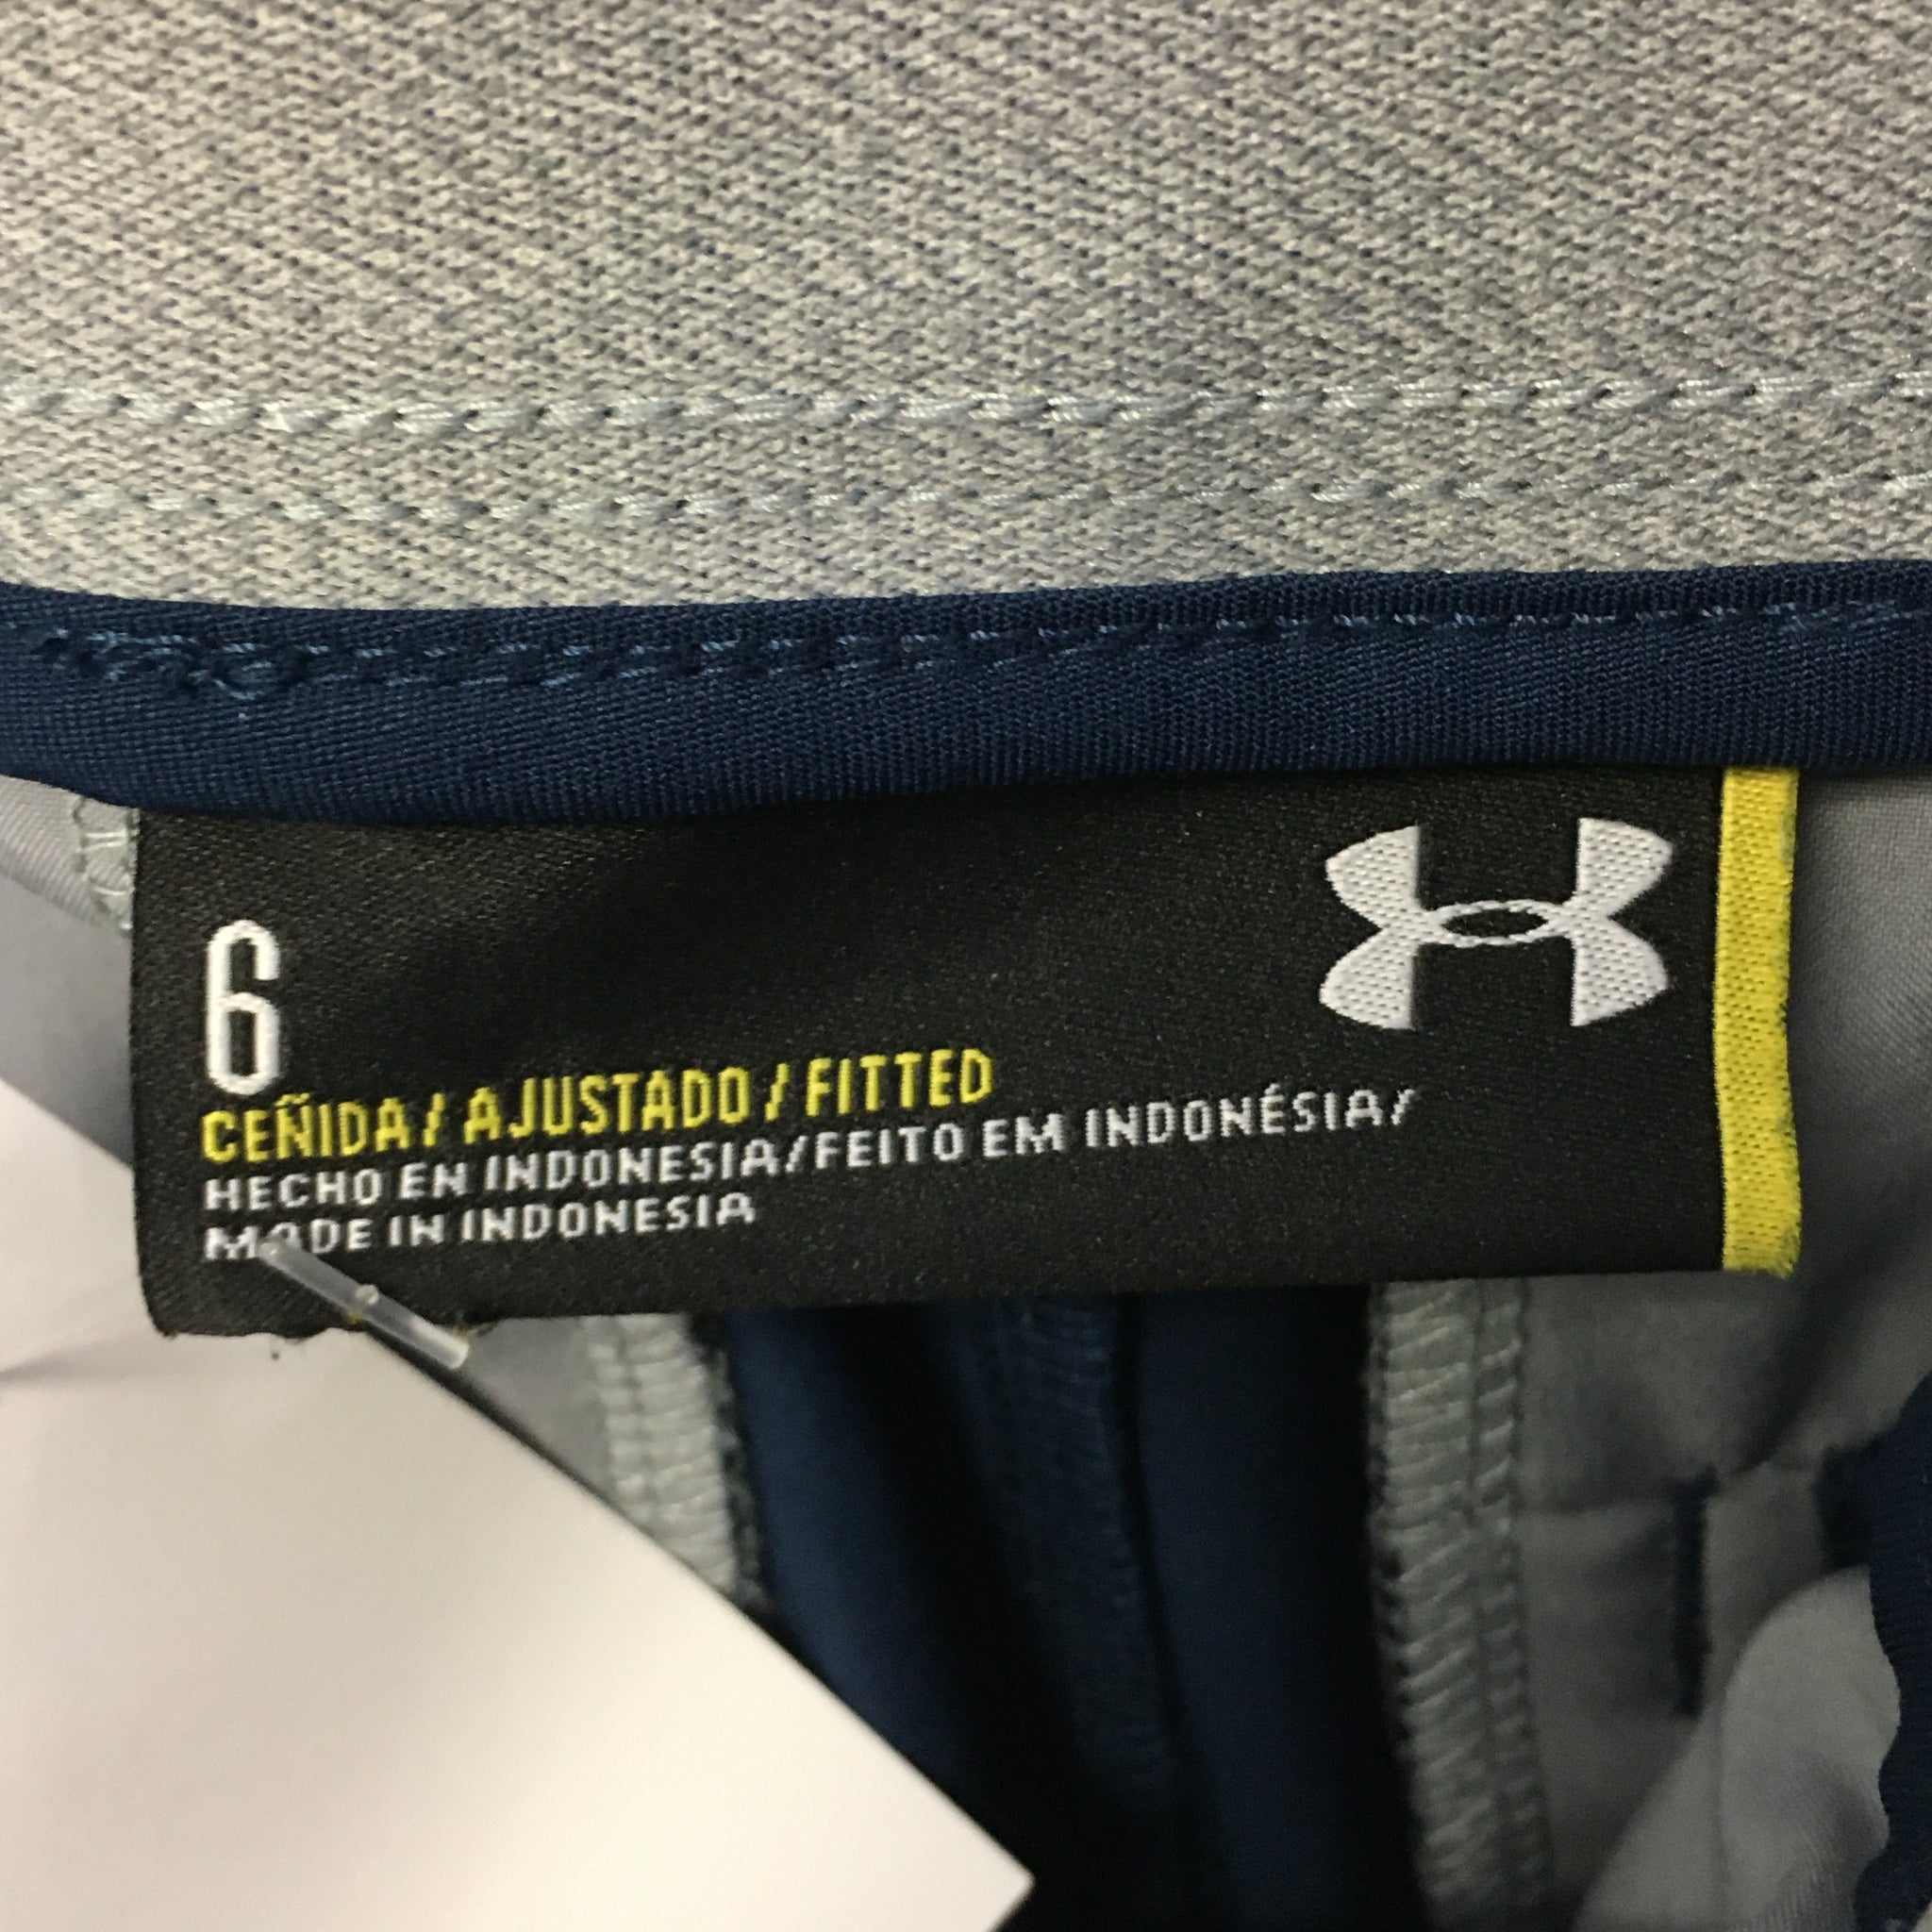 6
CEÑIDA / AJUSTADO / FITTED
HECHO EN INDONESIA/FEITO EM INDONÉSIA/
MADE IN INDONESIA